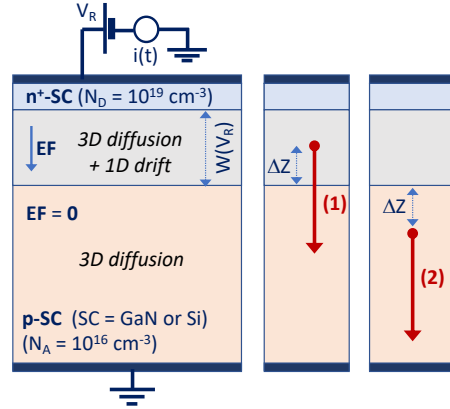 V_R
i(t)
n⁺-SC (N_D = 10¹⁹ cm⁻³)
EF
3D diffusion
+ 1D drift
W(V_R)
ΔZ
(1)
ΔZ
(2)
EF = 0
3D diffusion
p-SC (SC = GaN or Si)
(N_A = 10¹⁶ cm⁻³)